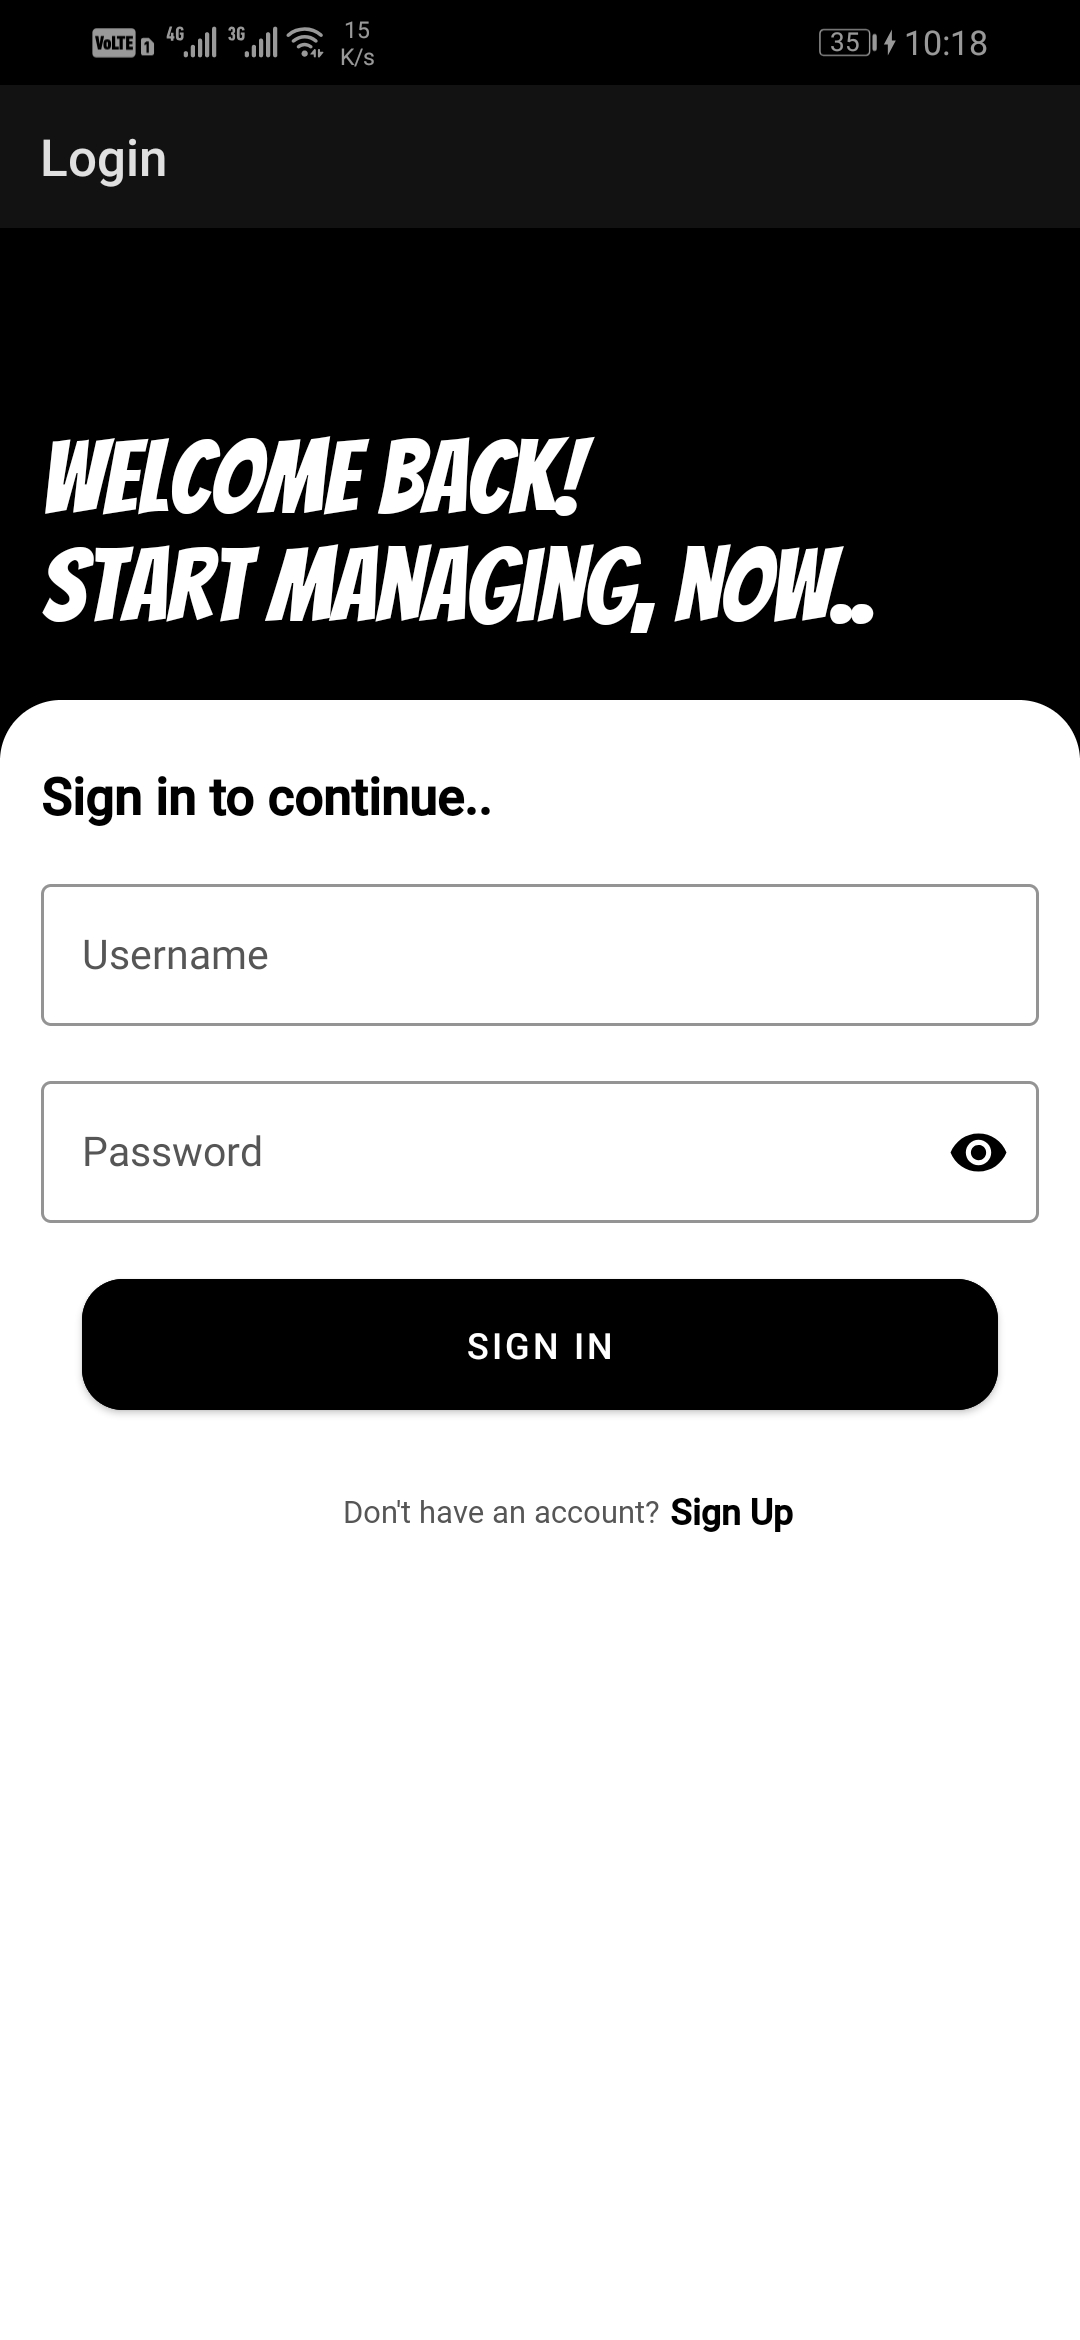 VoLTE 1 4G 3G 15 K/s 35 10:18
Login
WELCOME BACK!
START MANAGING, NOW..
Sign in to continue..
Username
Password
SIGN IN
Don't have an account? Sign Up